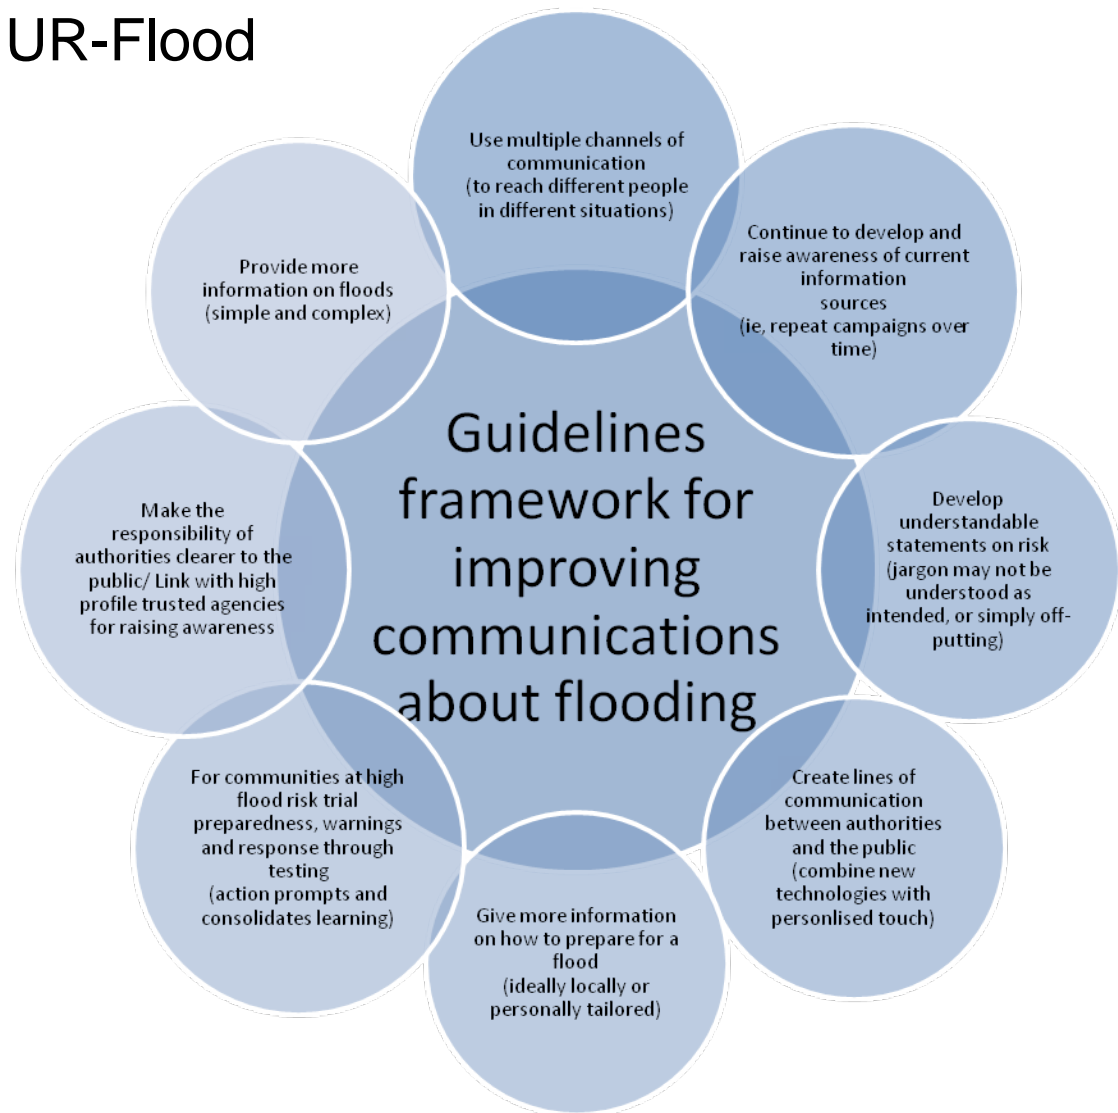 UR-Flood
Use multiple channels of
communication
(to reach different people
in different situations)
Continue to develop and
raise awareness of current
information
sources
(ie, repeat campaigns over
time)
Develop
understandable
statements on risk
(jargon may not be
understood as
intended, or simply off-
putting)
Create lines of
communication
between authorities
and the public
(combine new
technologies with
personlised touch)
Give more information
on how to prepare for a
flood
(ideally locally or
personally tailored)
For communities at high
flood risk trial
preparedness, warnings
and response through
testing
(action prompts and
consolidates learning)
Make the
responsibility of
authorities clearer to the
public/ Link with high
profile trusted agencies
for raising awareness
Provide more
information on floods
(simple and complex)
Guidelines
framework for
improving
communications
about flooding